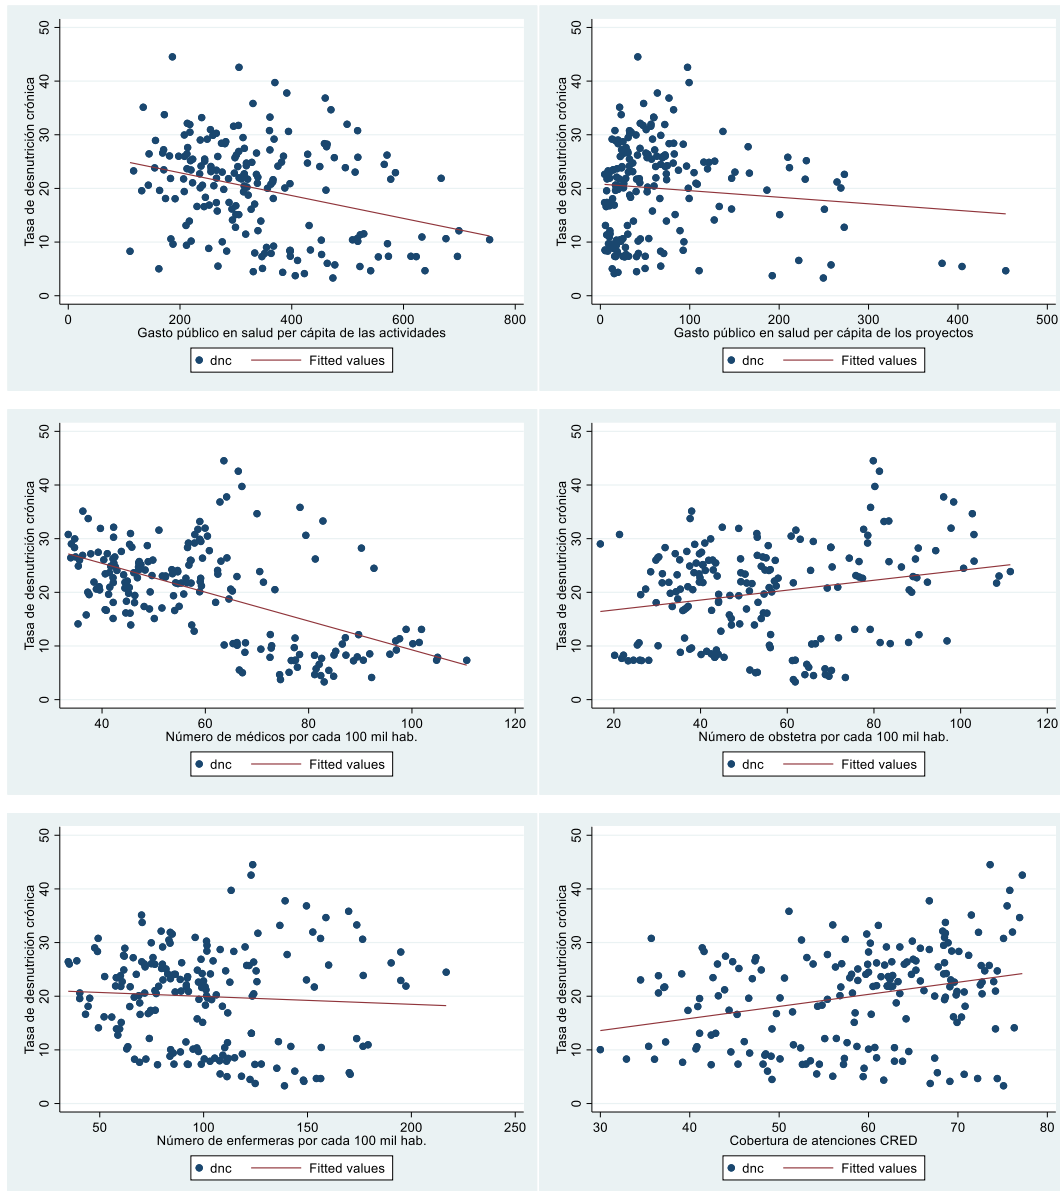 Tasa de desnutrición crónica
50
40
30
20
10
0
0 200 400 600 800
Gasto público en salud per cápita de las actividades
dnc Fitted values
Tasa de desnutrición crónica
50
40
30
20
10
0
0 100 200 300 400 500
Gasto público en salud per cápita de los proyectos
dnc Fitted values
Tasa de desnutrición crónica
50
40
30
20
10
0
40 60 80 100 120
Número de médicos por cada 100 mil hab.
dnc Fitted values
Tasa de desnutrición crónica
50
40
30
20
10
0
20 40 60 80 100 120
Número de obstetra por cada 100 mil hab.
dnc Fitted values
Tasa de desnutrición crónica
50
40
30
20
10
0
50 100 150 200 250
Número de enfermeras por cada 100 mil hab.
dnc Fitted values
Tasa de desnutrición crónica
50
40
30
20
10
0
30 40 50 60 70 80
Cobertura de atenciones CRED
dnc Fitted values